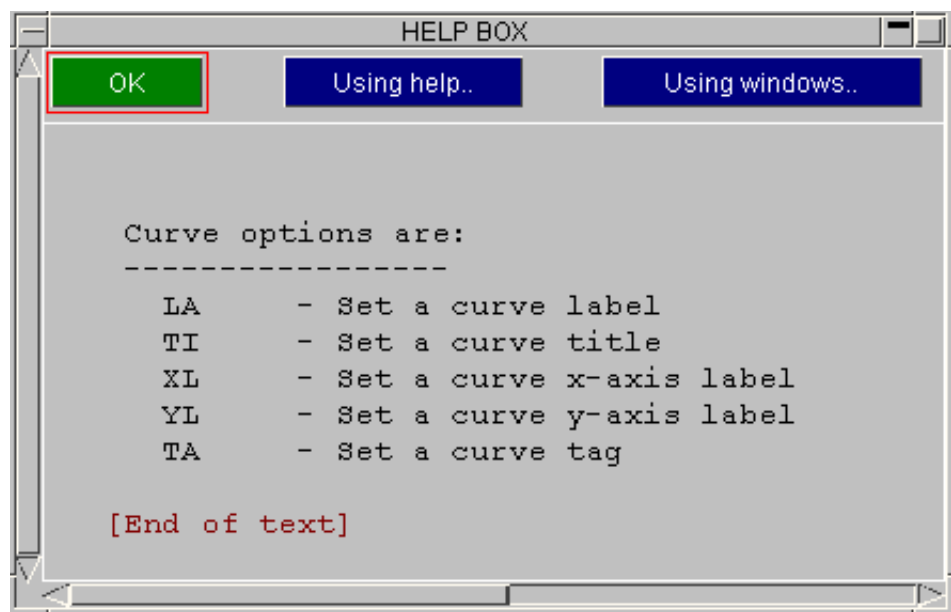 HELP BOX
OK Using help.. Using windows..
Curve options are:
-----------------
LA - Set a curve label
TI - Set a curve title
XL - Set a curve x-axis label
YL - Set a curve y-axis label
TA - Set a curve tag
[End of text]